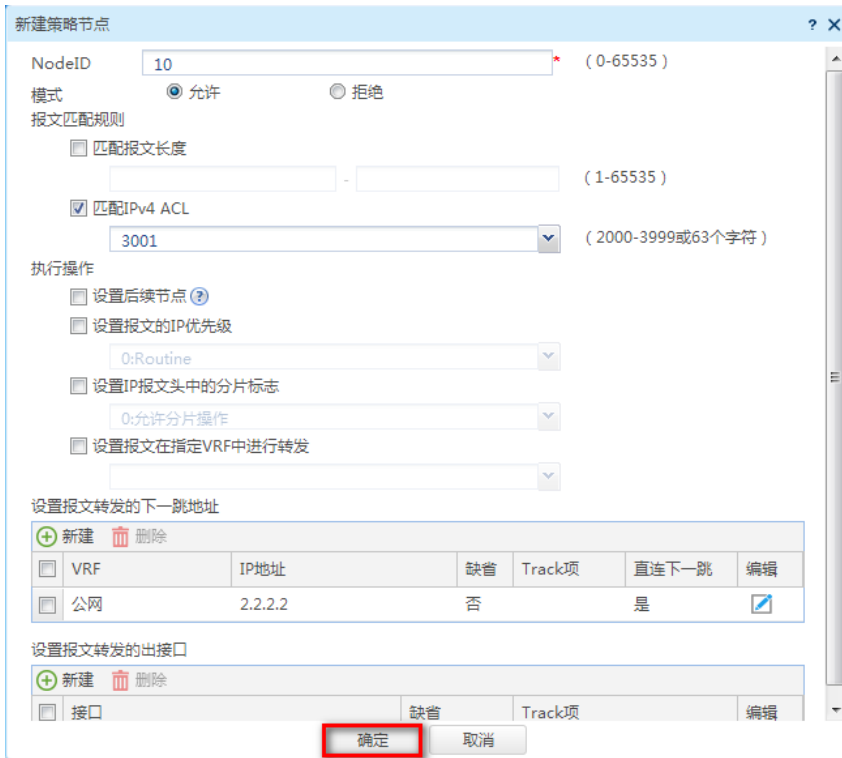 新建策略节点 ?
NodeID 10 * (0-65535)
模式 允许 拒绝
报文匹配规则
匹配报文长度
- (1-65535)
匹配IPv4 ACL
3001 (2000-3999或63个字符)
执行操作
设置后续节点 ?
设置报文的IP优先级
0:Routine
设置IP报文头中的分片标志
0:允许分片操作
设置报文在指定VRF中进行转发
设置报文转发的下一跳地址
新建 删除
VRF IP地址 缺省 Track项 直连下一跳 编辑
公网 2.2.2.2 否 是
设置报文转发的出接口
新建 删除
接口 缺省 Track项 编辑
确定 取消